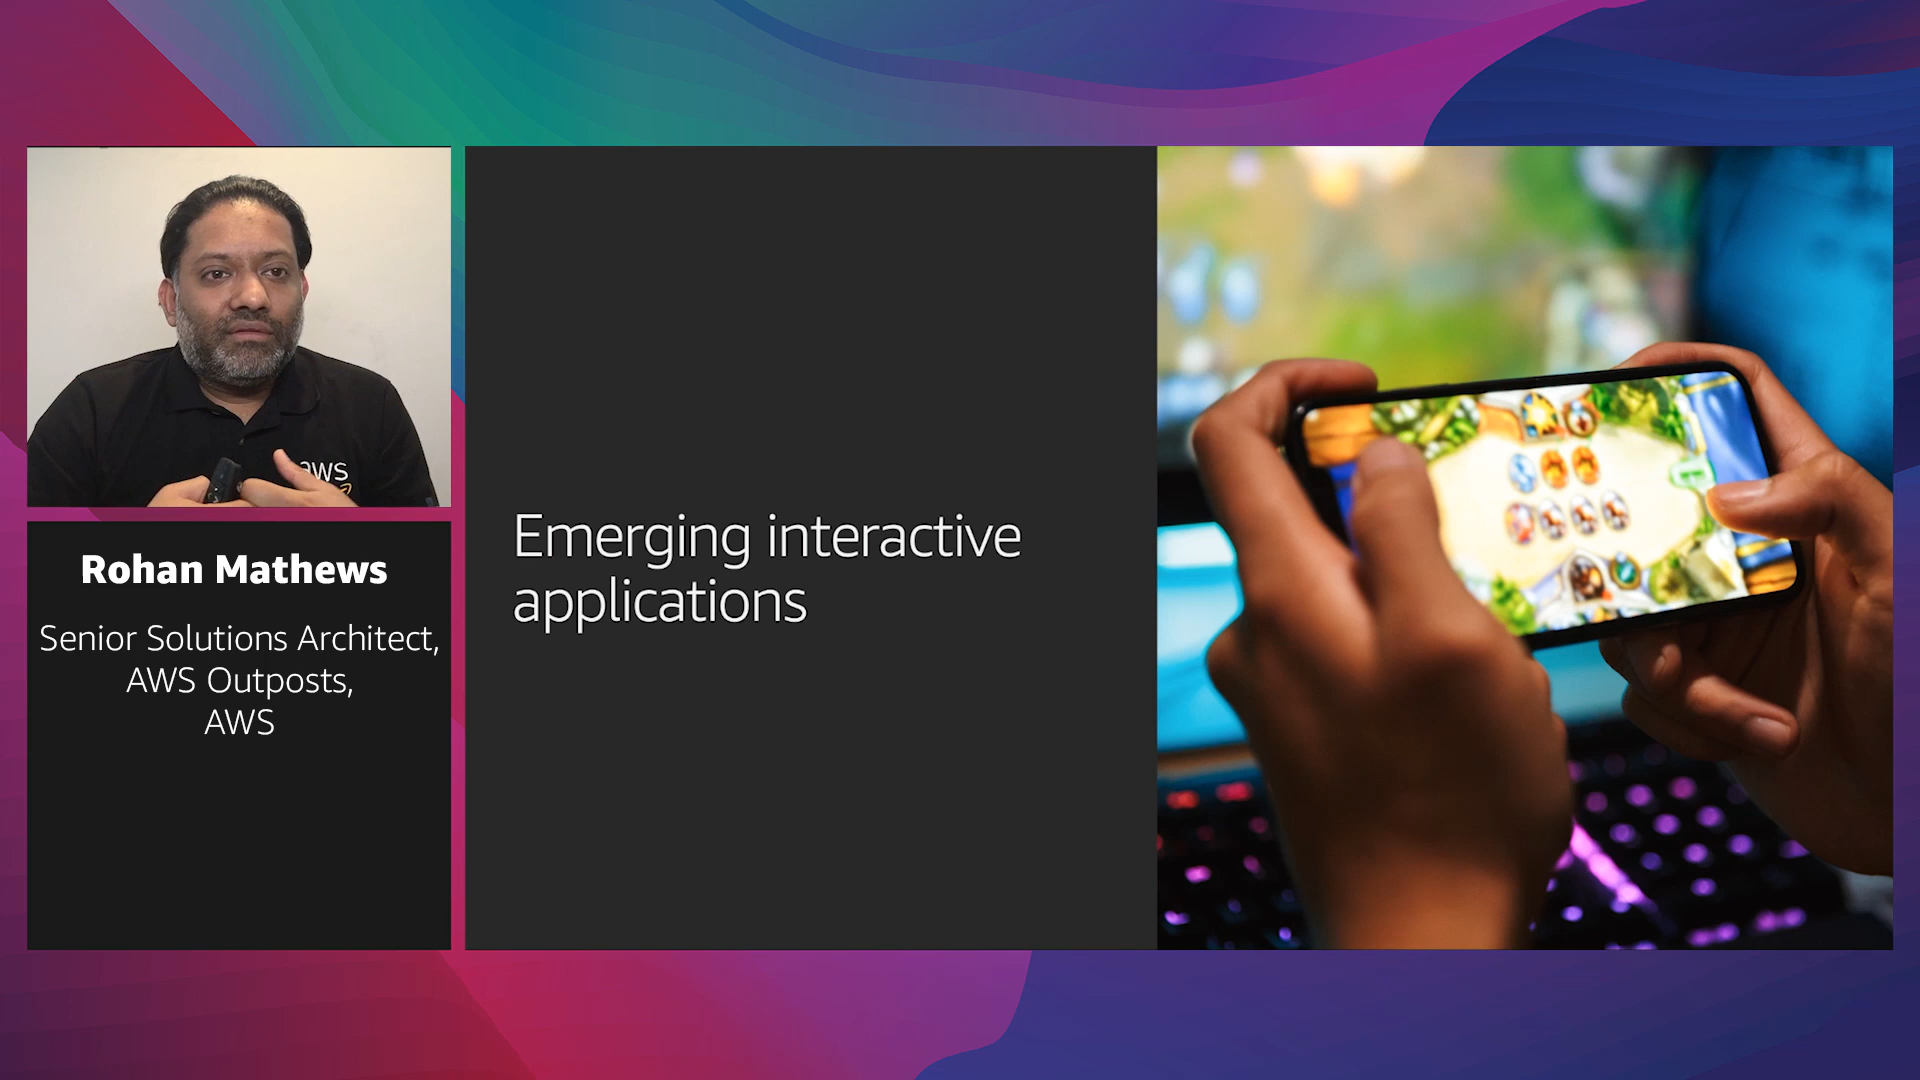 aws
Rohan Mathews
Senior Solutions Architect,
AWS Outposts,
AWS
Emerging interactive
applications